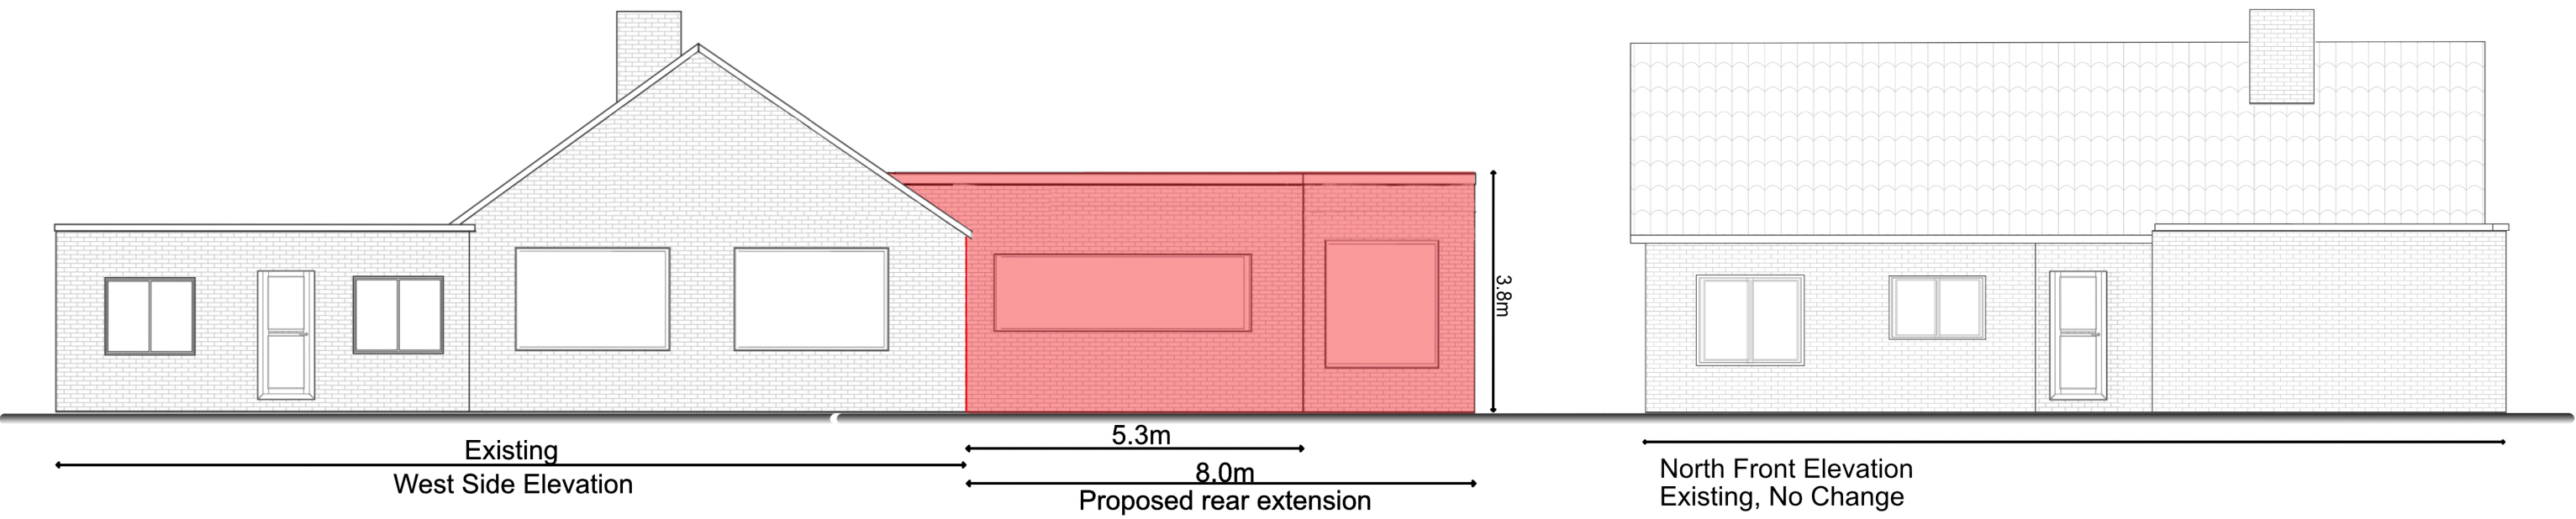 3.8m
5.3m
Existing
8.0m
West Side Elevation
Proposed rear extension
North Front Elevation
Existing, No Change